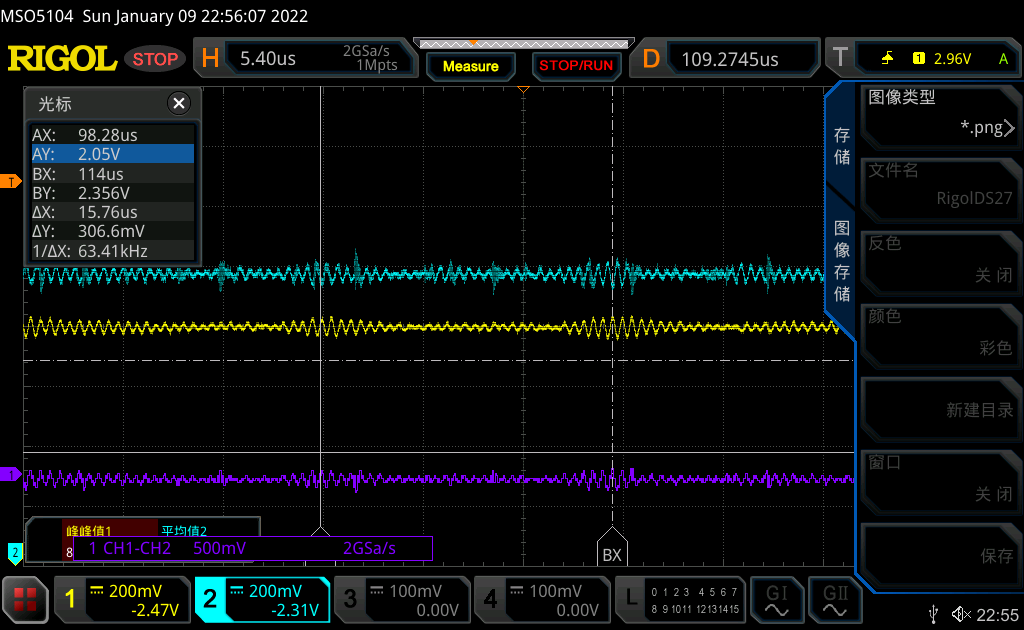 MSO5104 Sun January 09 22:56:07 2022
RIGOL STOP H 5.40us 2GSa/s 1Mpts Measure STOP/RUN D 109.2745us T 1 2.96V A
光标
AX: 98.28us
AY: 2.05V
BX: 114us
BY: 2.356V
ΔX: 15.76us
ΔY: 306.6mV
1/ΔX: 63.41kHz
T
1
2
存储
图像存储
图像类型
*.png
文件名
RigolDS27
反色
关闭
颜色
彩色
新建目录
窗口
关闭
保存
峰峰值1 平均值2
8
1 CH1-CH2 500mV 2GSa/s
BX
1 200mV -2.47V
2 200mV -2.31V
3 100mV 0.00V
4 100mV 0.00V
L 0 1 2 3 4 5 6 7
8 9 10 11 12 13 14 15
GI
GII
22:55